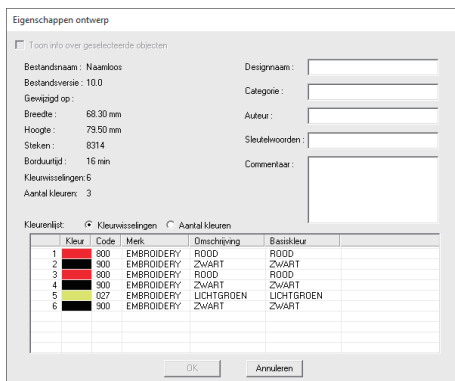 Eigenschappen ontwerp
Toon info over geselecteerde objecten
Bestandsnaam : Naamloos
Bestandsversie : 10.0
Gewijzigd op :
Breedte : 68.30 mm
Hoogte : 79.50 mm
Steken : 8314
Borduurtijd : 16 min
Kleurwisselingen: 6
Aantal kleuren: 3
Designnaam :
Categorie :
Auteur :
Sleutelwoorden :
Commentaar :
Kleurenlijst: Kleurwisselingen Aantal kleuren
Kleur Code Merk Omschrijving Basiskleur
1 800 EMBROIDERY ROOD ROOD
2 900 EMBROIDERY ZWART ZWART
3 800 EMBROIDERY ROOD ROOD
4 900 EMBROIDERY ZWART ZWART
5 027 EMBROIDERY LICHTGROEN LICHTGROEN
6 900 EMBROIDERY ZWART ZWART
OK Annuleren